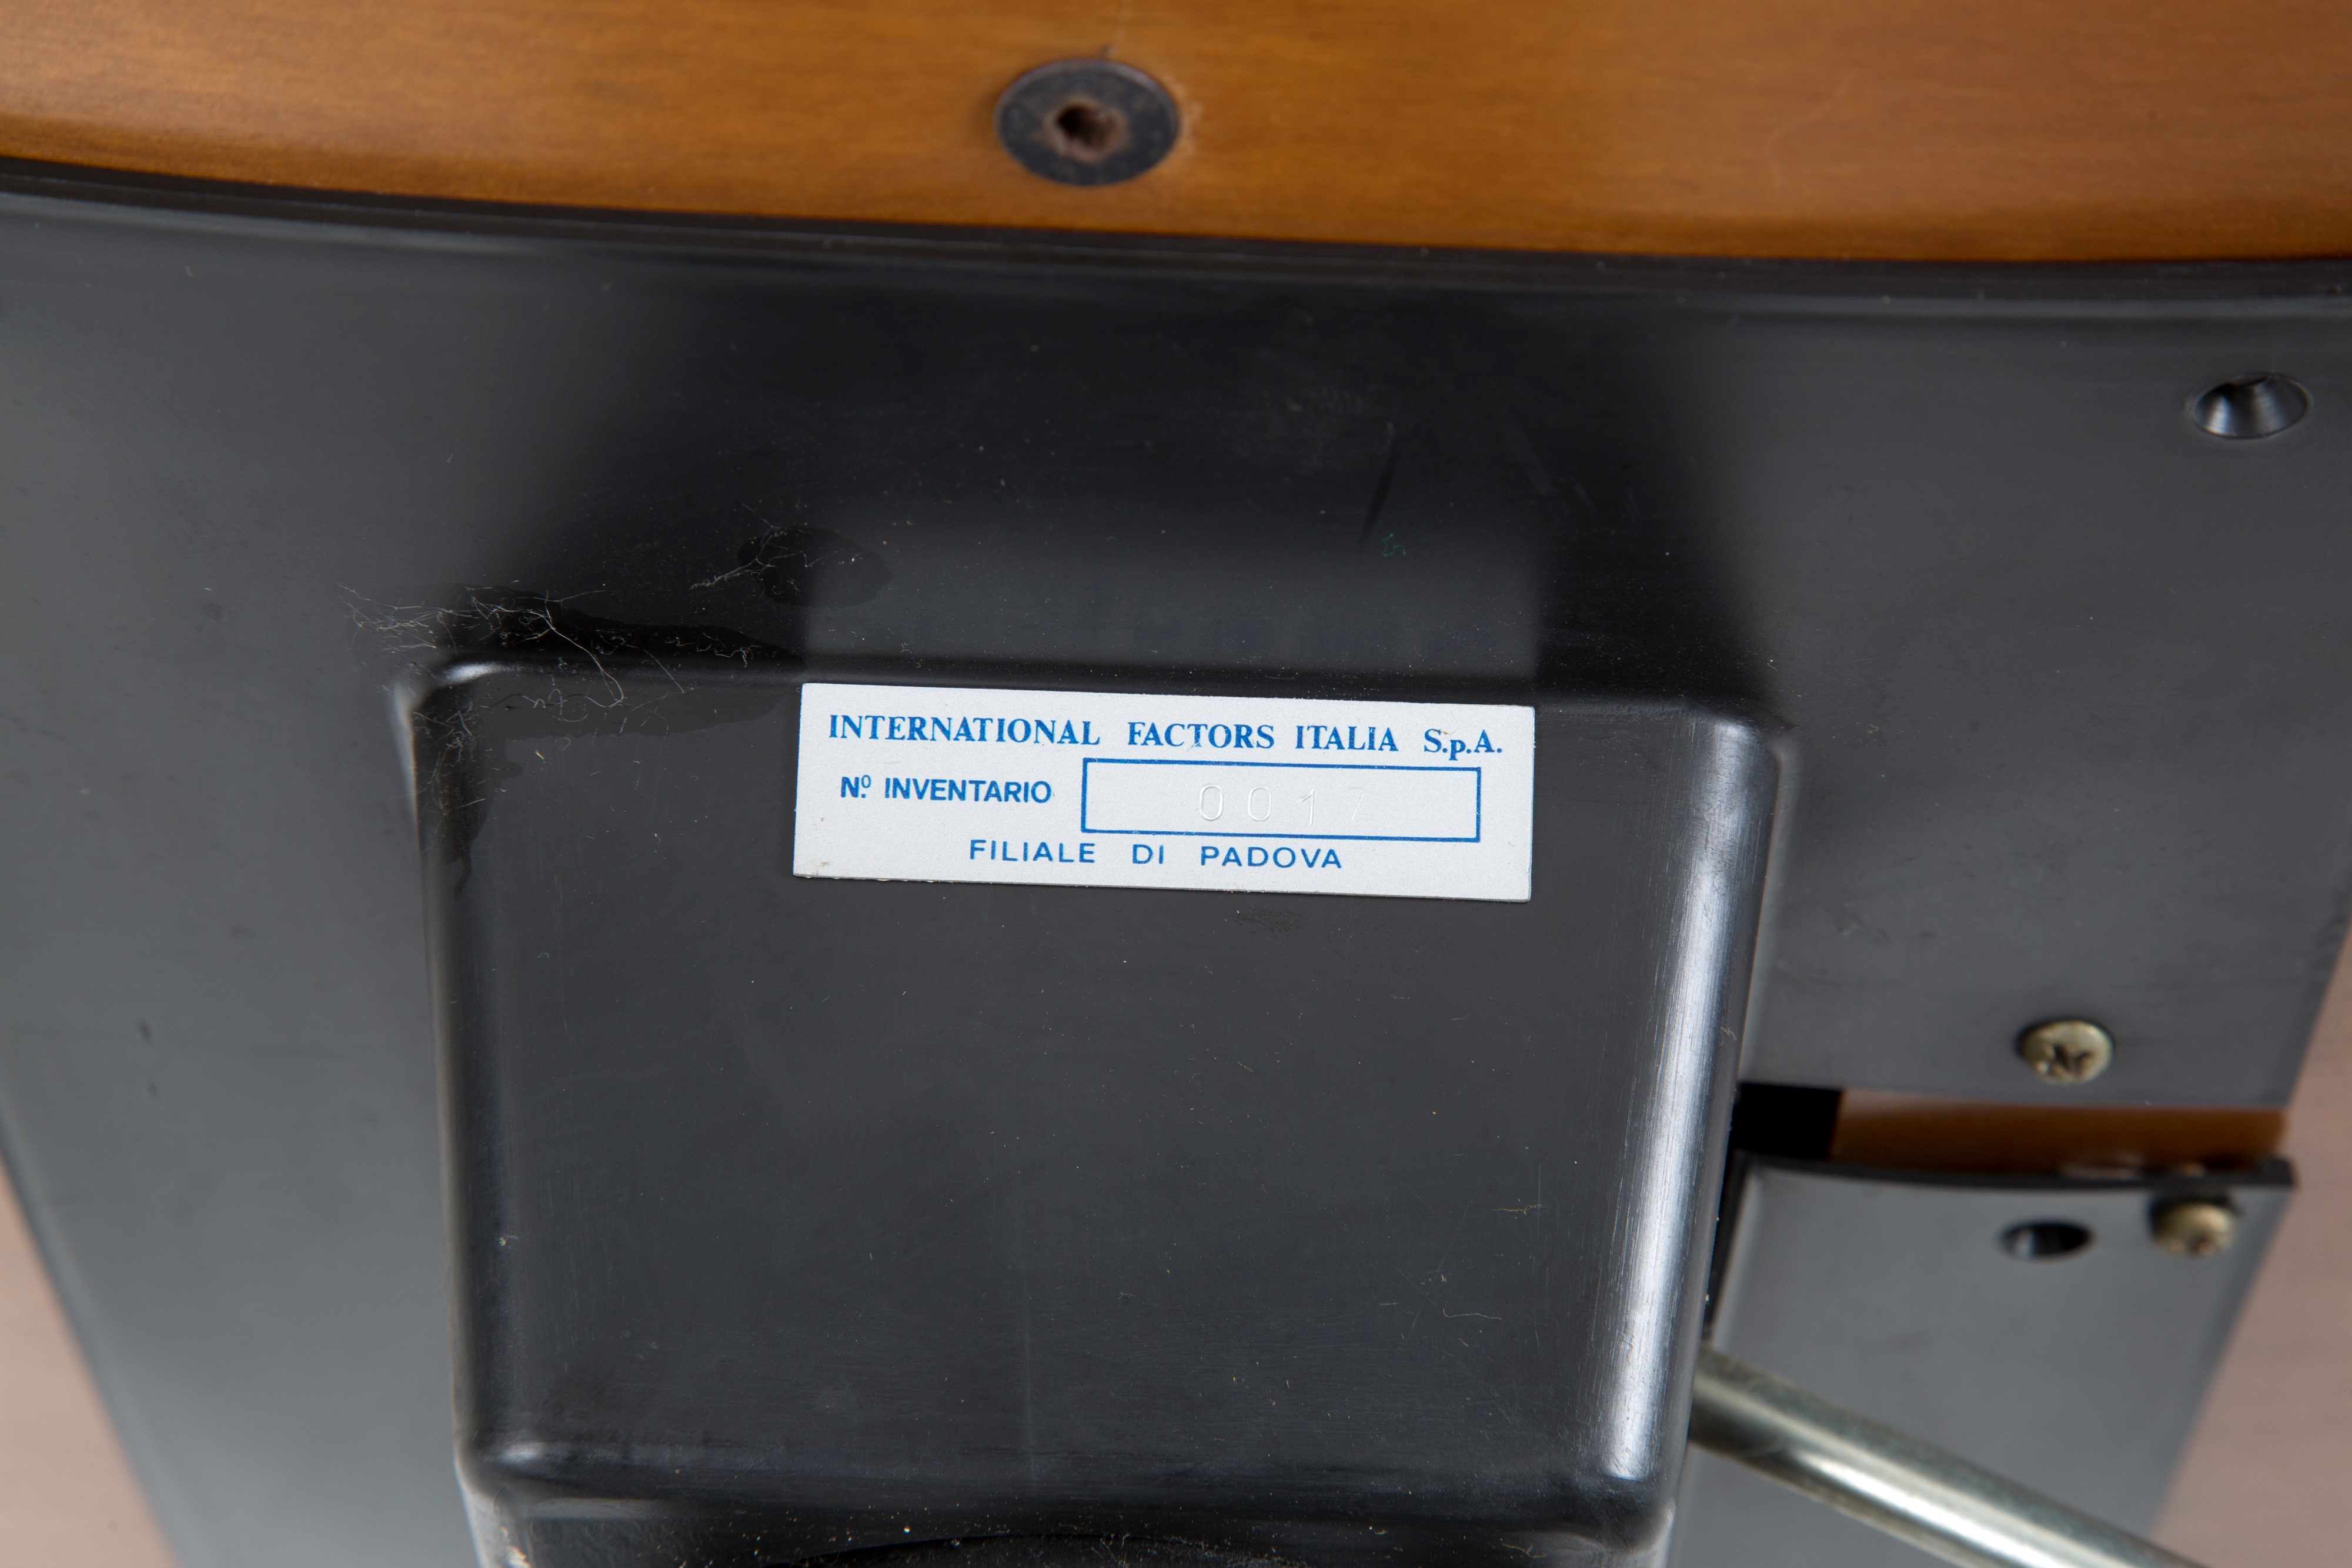 INTERNATIONAL FACTORS ITALIA S.p.A.
Nº INVENTARIO 0017
FILIALE DI PADOVA